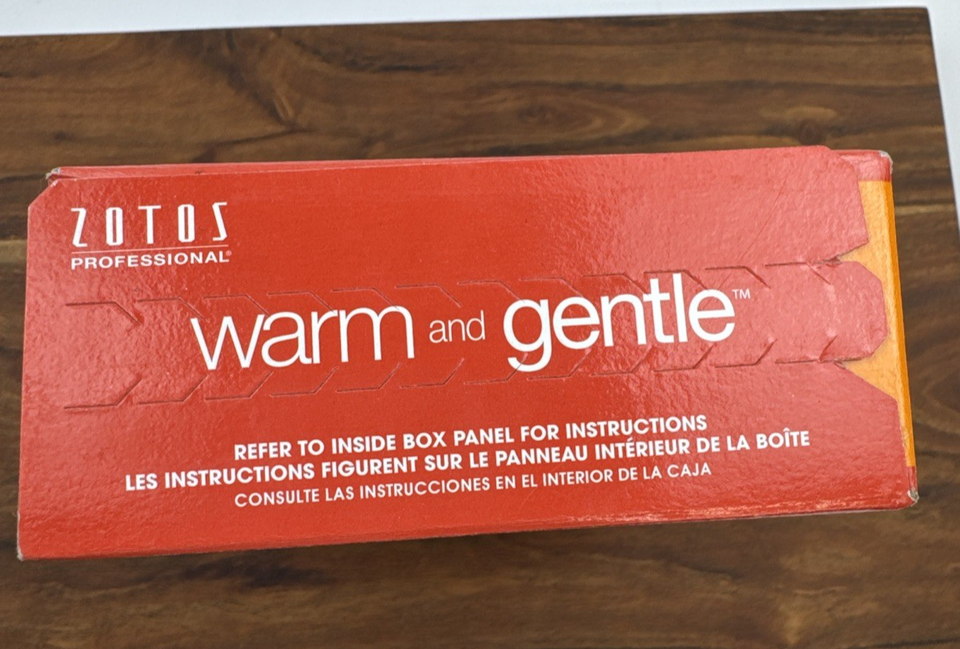 ZOTOS
PROFESSIONAL®
warm and gentle™
REFER TO INSIDE BOX PANEL FOR INSTRUCTIONS
LES INSTRUCTIONS FIGURENT SUR LE PANNEAU INTÉRIEUR DE LA BOÎTE
CONSULTE LAS INSTRUCCIONES EN EL INTERIOR DE LA CAJA